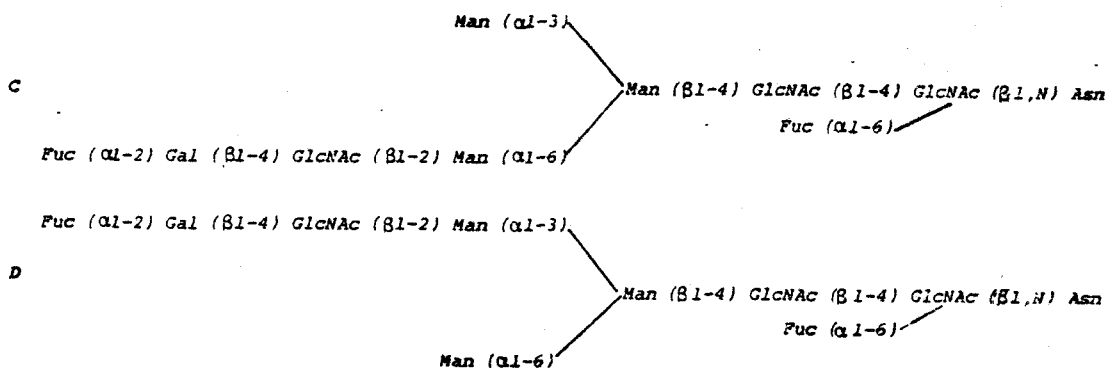 Man (α1-3)
C
Man (β1-4) GlcNAc (β1-4) GlcNAc (β1,N) Asn
Fuc (α1-6)
Fuc (α1-2) Gal (β1-4) GlcNAc (β1-2) Man (α1-6)
Fuc (α1-2) Gal (β1-4) GlcNAc (β1-2) Man (α1-3)
D
Man (β1-4) GlcNAc (β1-4) GlcNAc (β1,N) Asn
Fuc (α1-6)
Man (α1-6)